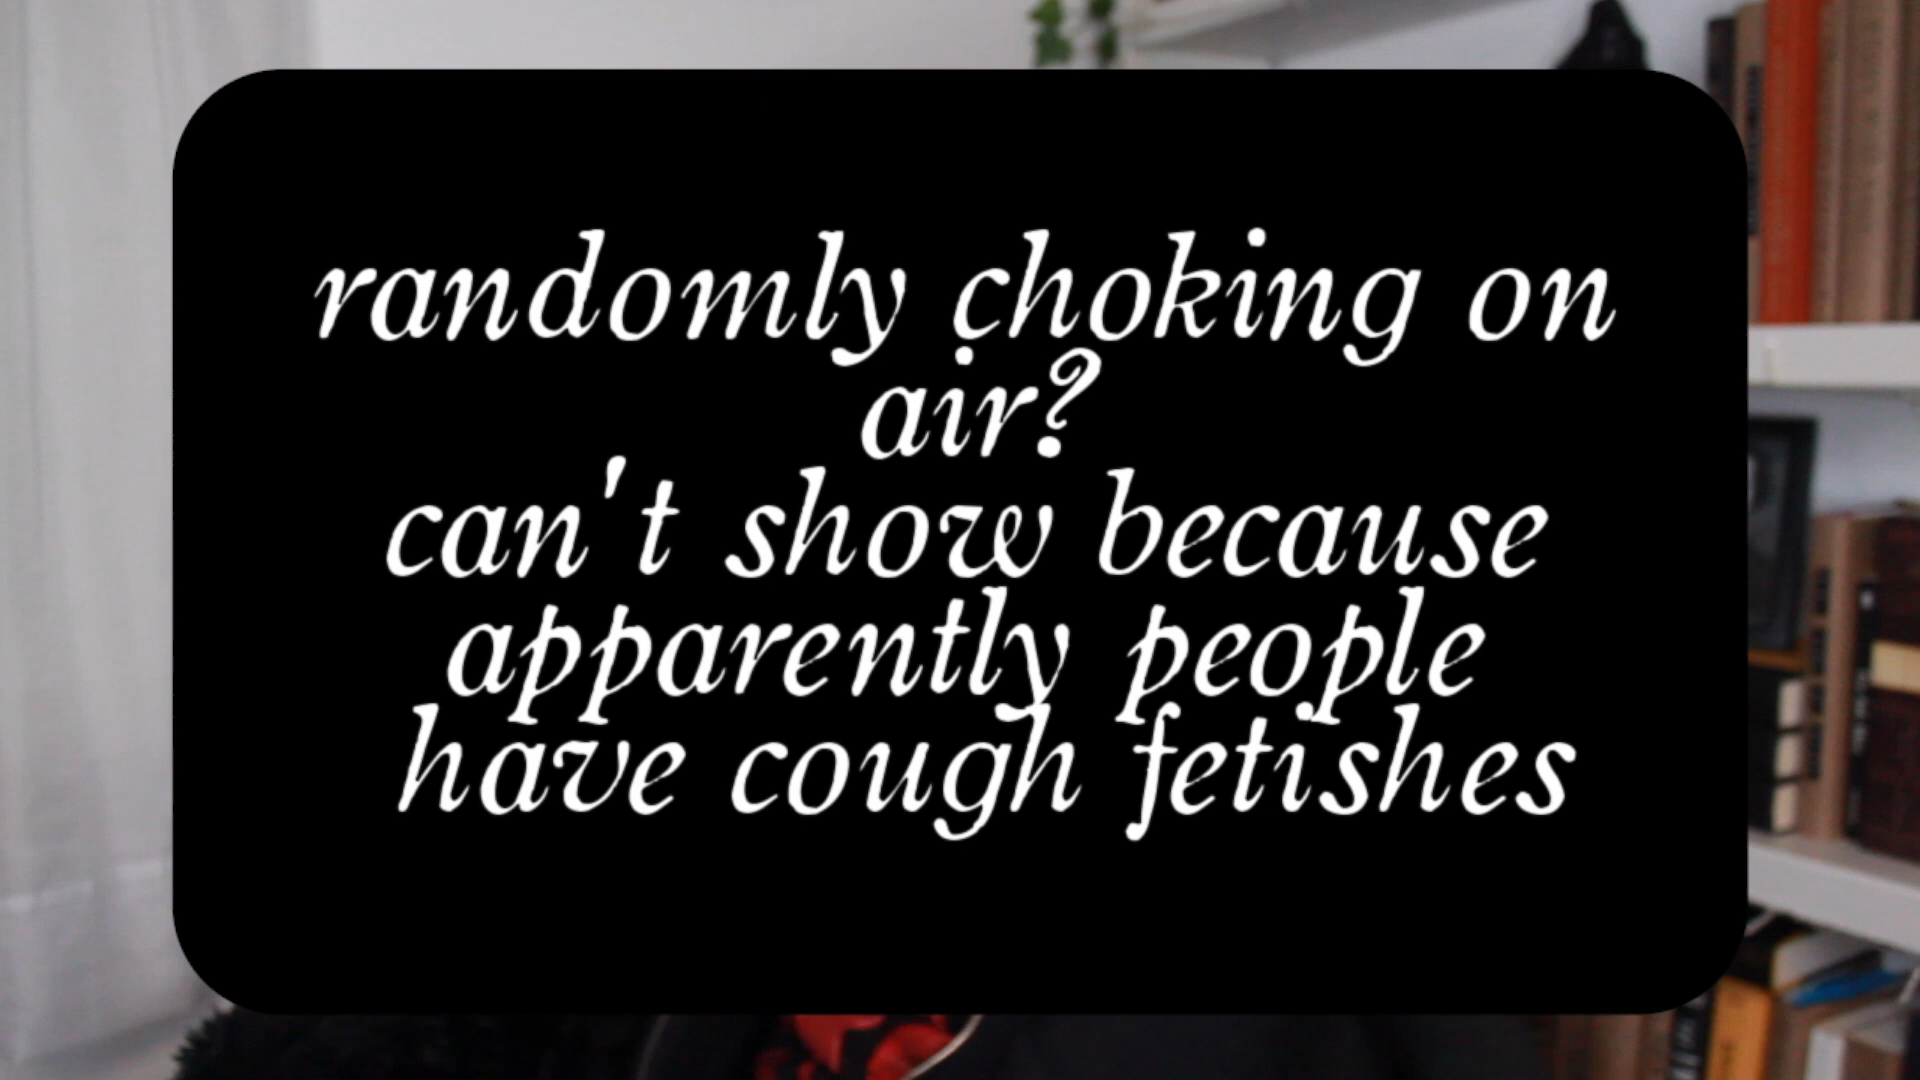 randomly choking on
air?
can't show because
apparently people
have cough fetishes